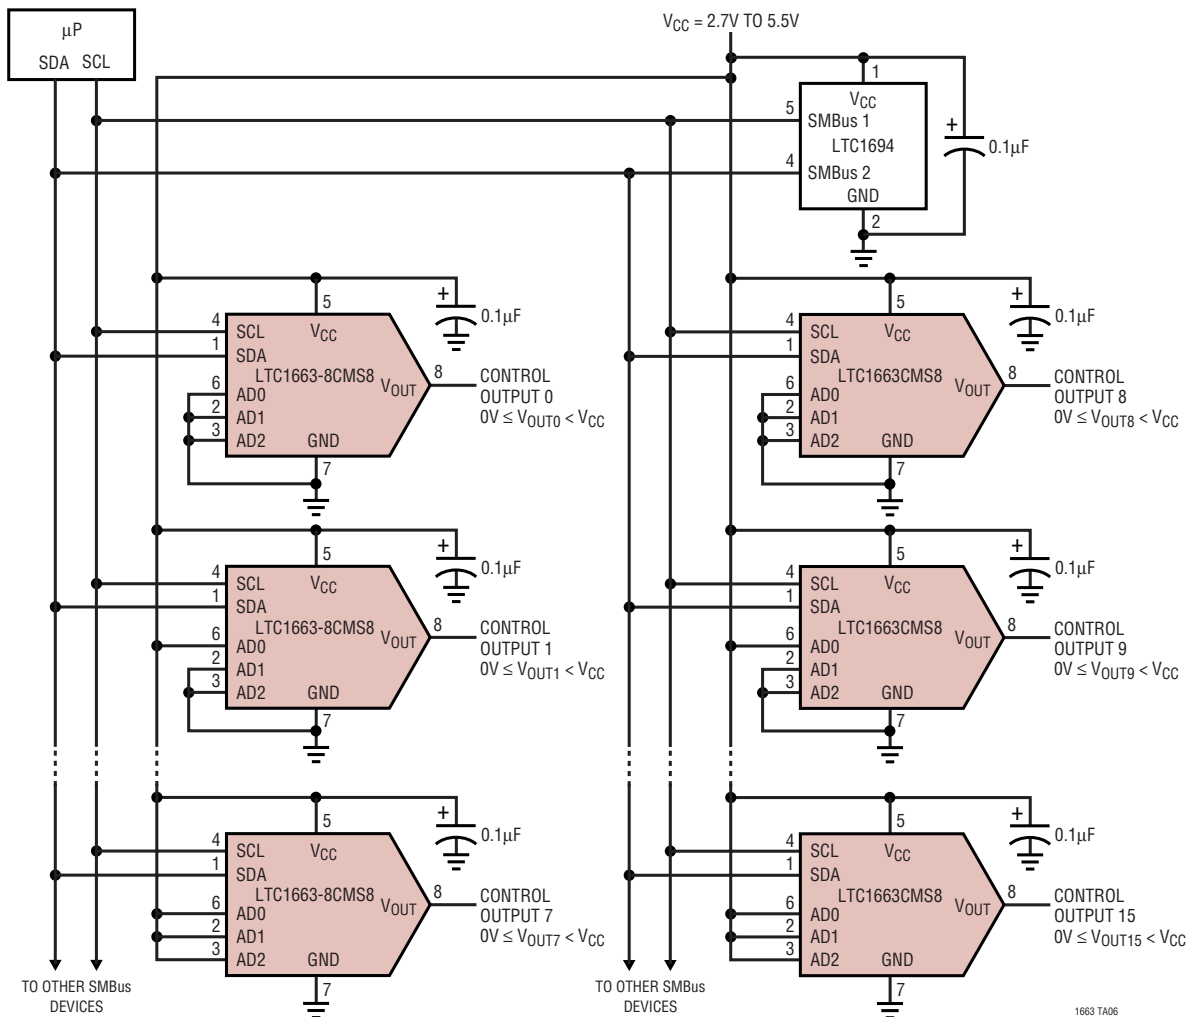 µP
SDA SCL
VCC = 2.7V TO 5.5V
1
VCC
5
SMBus 1
LTC1694
4
SMBus 2
GND
2
+
0.1µF
5
+
0.1µF
4
SCL
VCC
1
SDA
LTC1663-8CMS8
6
AD0
2
AD1
3
AD2
GND
7
VOUT
8
CONTROL
OUTPUT 0
0V ≤ VOUT0 < VCC
5
+
0.1µF
4
SCL
VCC
1
SDA
LTC1663CMS8
6
AD0
2
AD1
3
AD2
GND
7
VOUT
8
CONTROL
OUTPUT 8
0V ≤ VOUT8 < VCC
5
+
0.1µF
4
SCL
VCC
1
SDA
LTC1663-8CMS8
6
AD0
2
AD1
3
AD2
GND
7
VOUT
8
CONTROL
OUTPUT 1
0V ≤ VOUT1 < VCC
5
+
0.1µF
4
SCL
VCC
1
SDA
LTC1663CMS8
6
AD0
2
AD1
3
AD2
GND
7
VOUT
8
CONTROL
OUTPUT 9
0V ≤ VOUT9 < VCC
5
+
0.1µF
4
SCL
VCC
1
SDA
LTC1663-8CMS8
6
AD0
2
AD1
3
AD2
GND
7
VOUT
8
CONTROL
OUTPUT 7
0V ≤ VOUT7 < VCC
5
+
0.1µF
4
SCL
VCC
1
SDA
LTC1663CMS8
6
AD0
2
AD1
3
AD2
GND
7
VOUT
8
CONTROL
OUTPUT 15
0V ≤ VOUT15 < VCC
TO OTHER SMBus
DEVICES
TO OTHER SMBus
DEVICES
1663 TA06